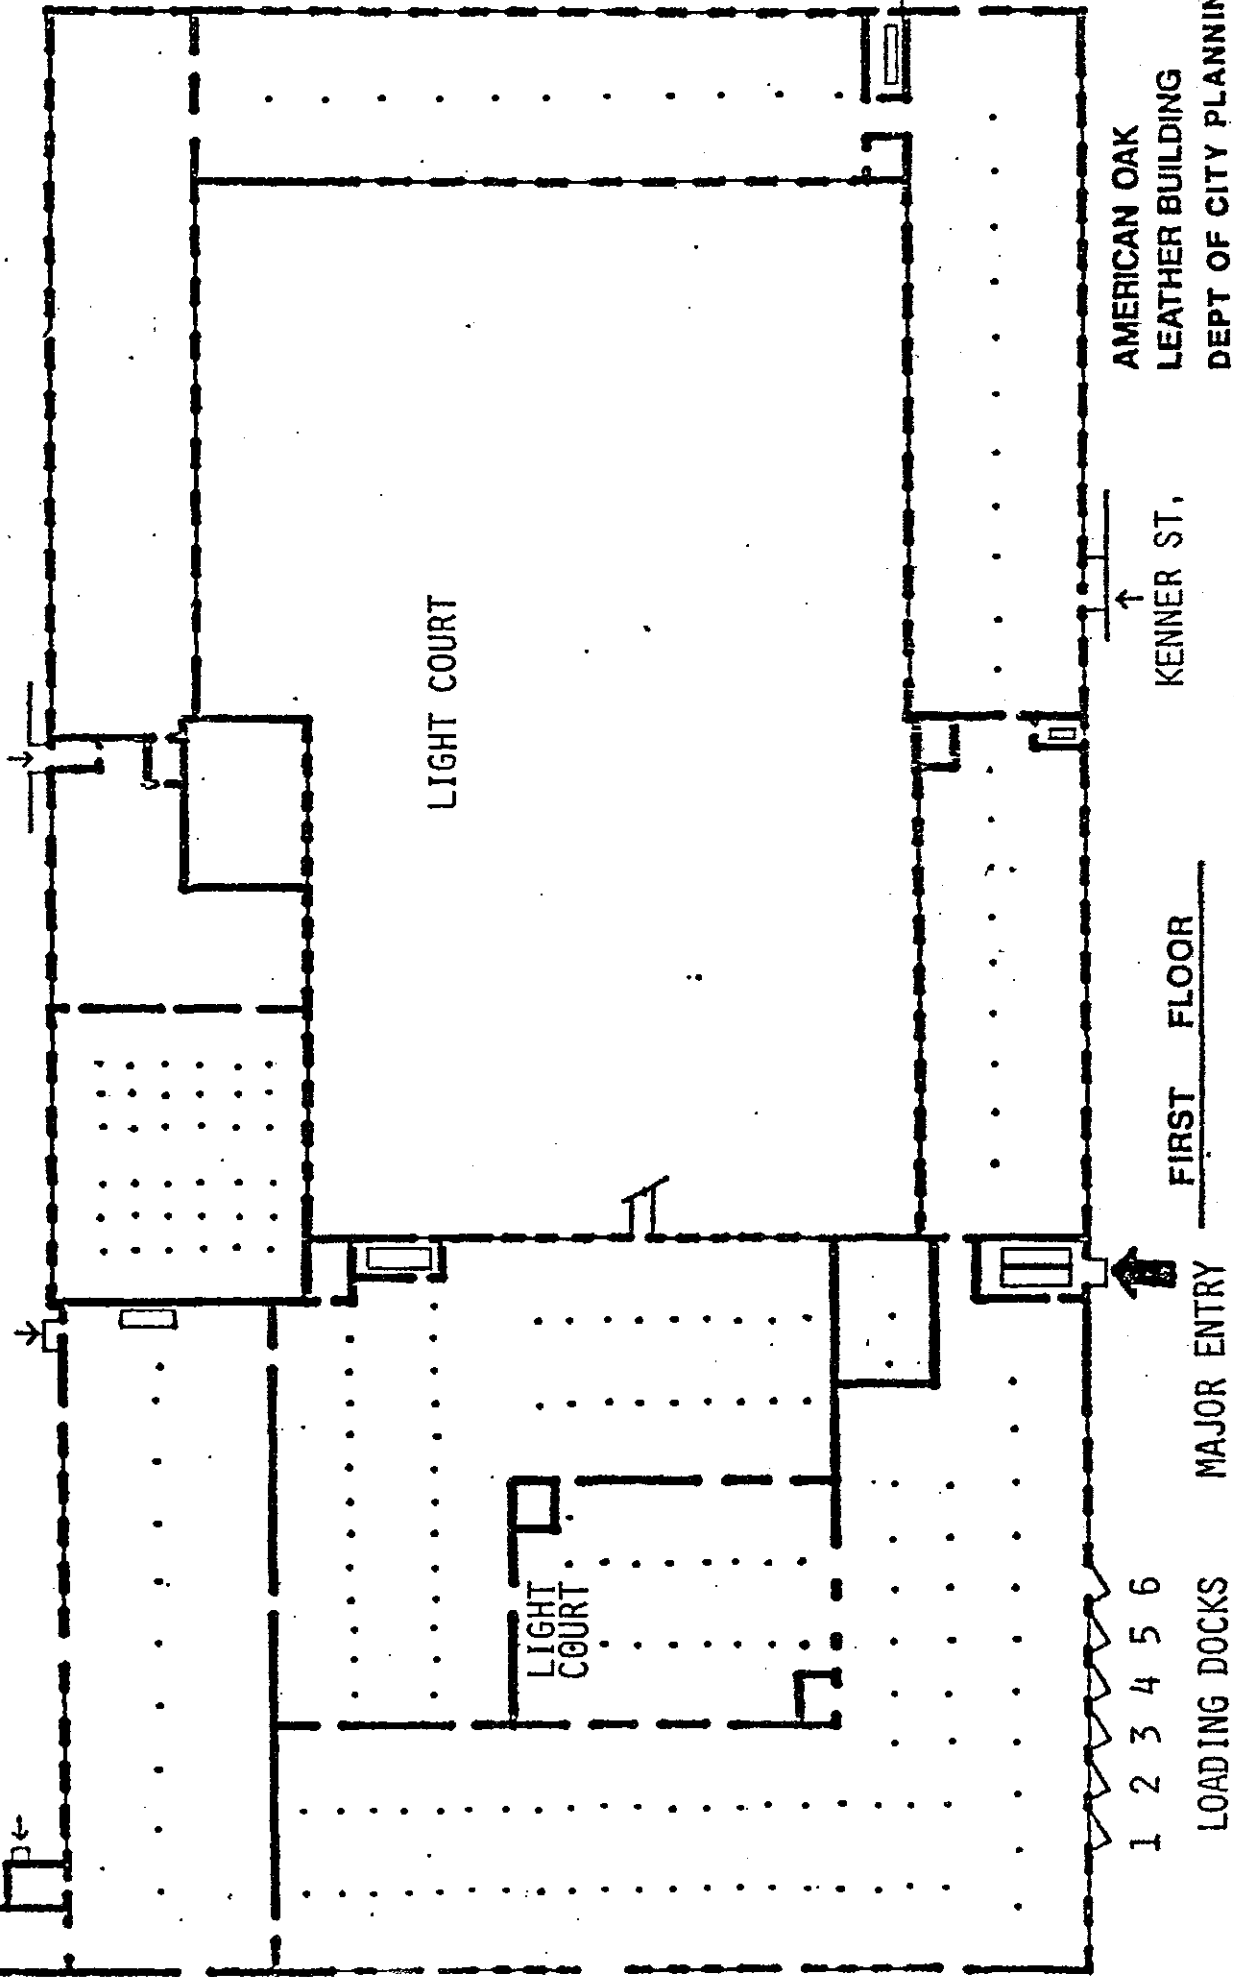 LIGHT COURT
LIGHT
COURT
1 2 3 4 5 6
LOADING DOCKS
MAJOR ENTRY
FIRST FLOOR
KENNER ST.
AMERICAN OAK
LEATHER BUILDING
DEPT OF CITY PLANNIN